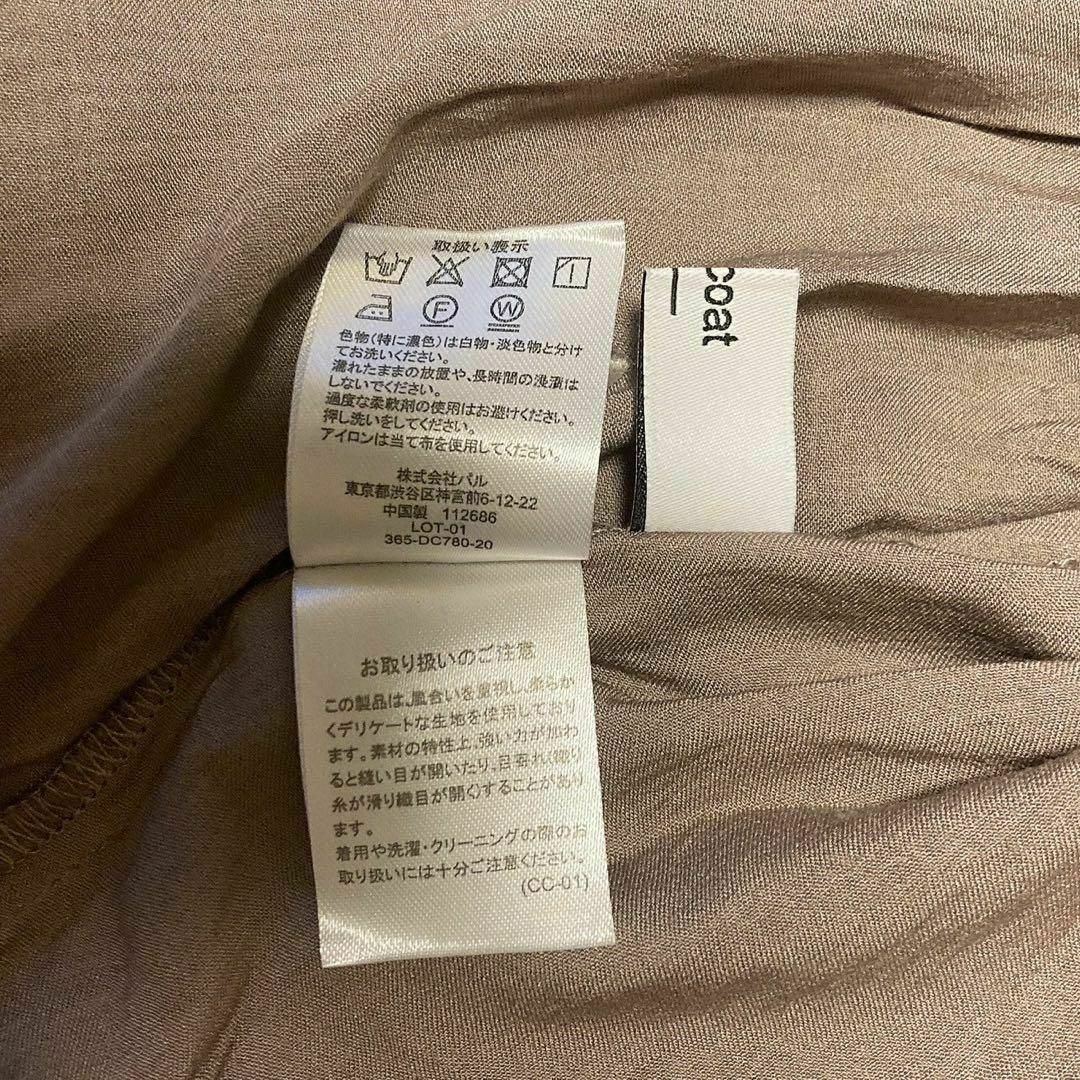 取扱い表示
F
W
色物(特に濃色)は白物・淡色物と分け
てお洗いください。
濡れたままの放置や、長時間の浸漬は
しないでください。
過度な柔軟剤の使用はお避けください。
押し洗いをしてください。
アイロンは当て布を使用してください。
株式会社パル
東京都渋谷区神宮前6-12-22
中国製 112686
LOT-01
365-DC780-20
coat
お取り扱いのご注意
この製品は、風合いを重視し、柔らか
くデリケートな生地を使用しており
ます。素材の特性上、強い力が加わ
ると縫い目が開いたり、目寄れ(織り
糸が滑り織目が開く)することがあり
ます。
着用や洗濯・クリーニングの際のお
取り扱いには十分ご注意ください。
(CC-01)